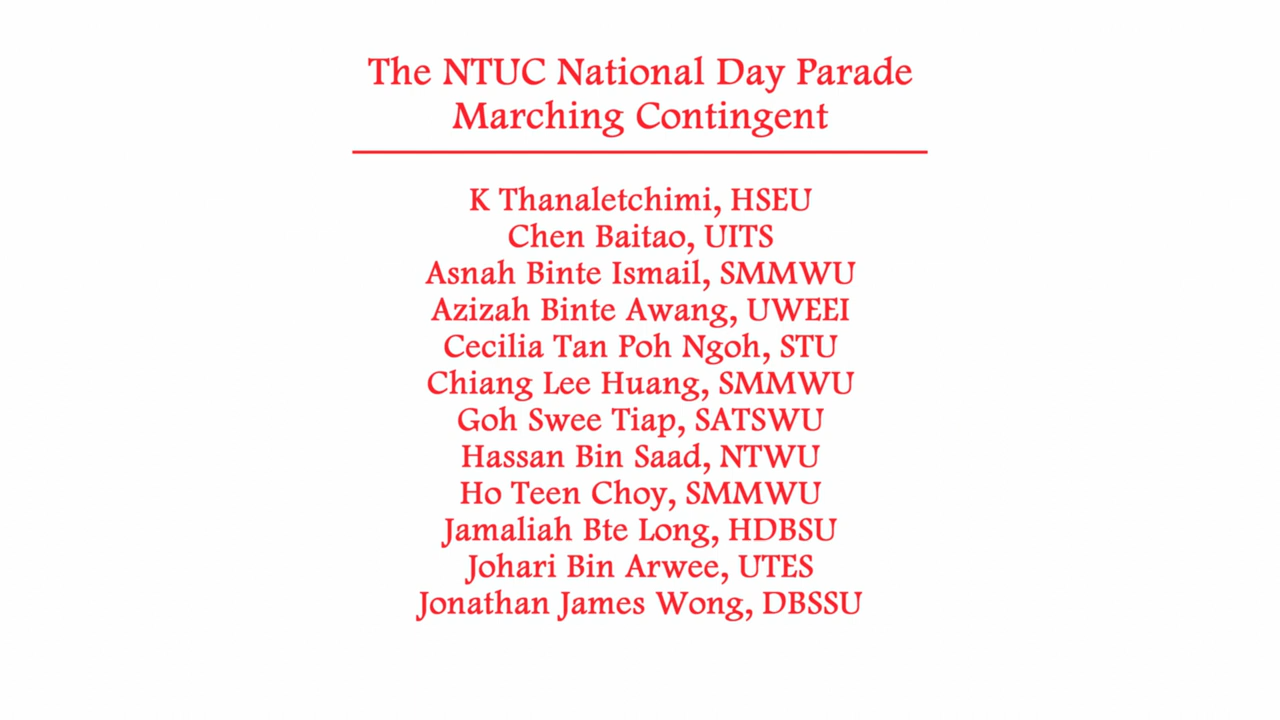 The NTUC National Day Parade
Marching Contingent
K Thanaletchimi, HSEU
Chen Baitao, UITS
Asnah Binte Ismail, SMMWU
Azizah Binte Awang, UWEEI
Cecilia Tan Poh Ngoh, STU
Chiang Lee Huang, SMMWU
Goh Swee Tiap, SATSWU
Hassan Bin Saad, NTWU
Ho Teen Choy, SMMWU
Jamaliah Bte Long, HDBSU
Johari Bin Arwee, UTES
Jonathan James Wong, DBSSU